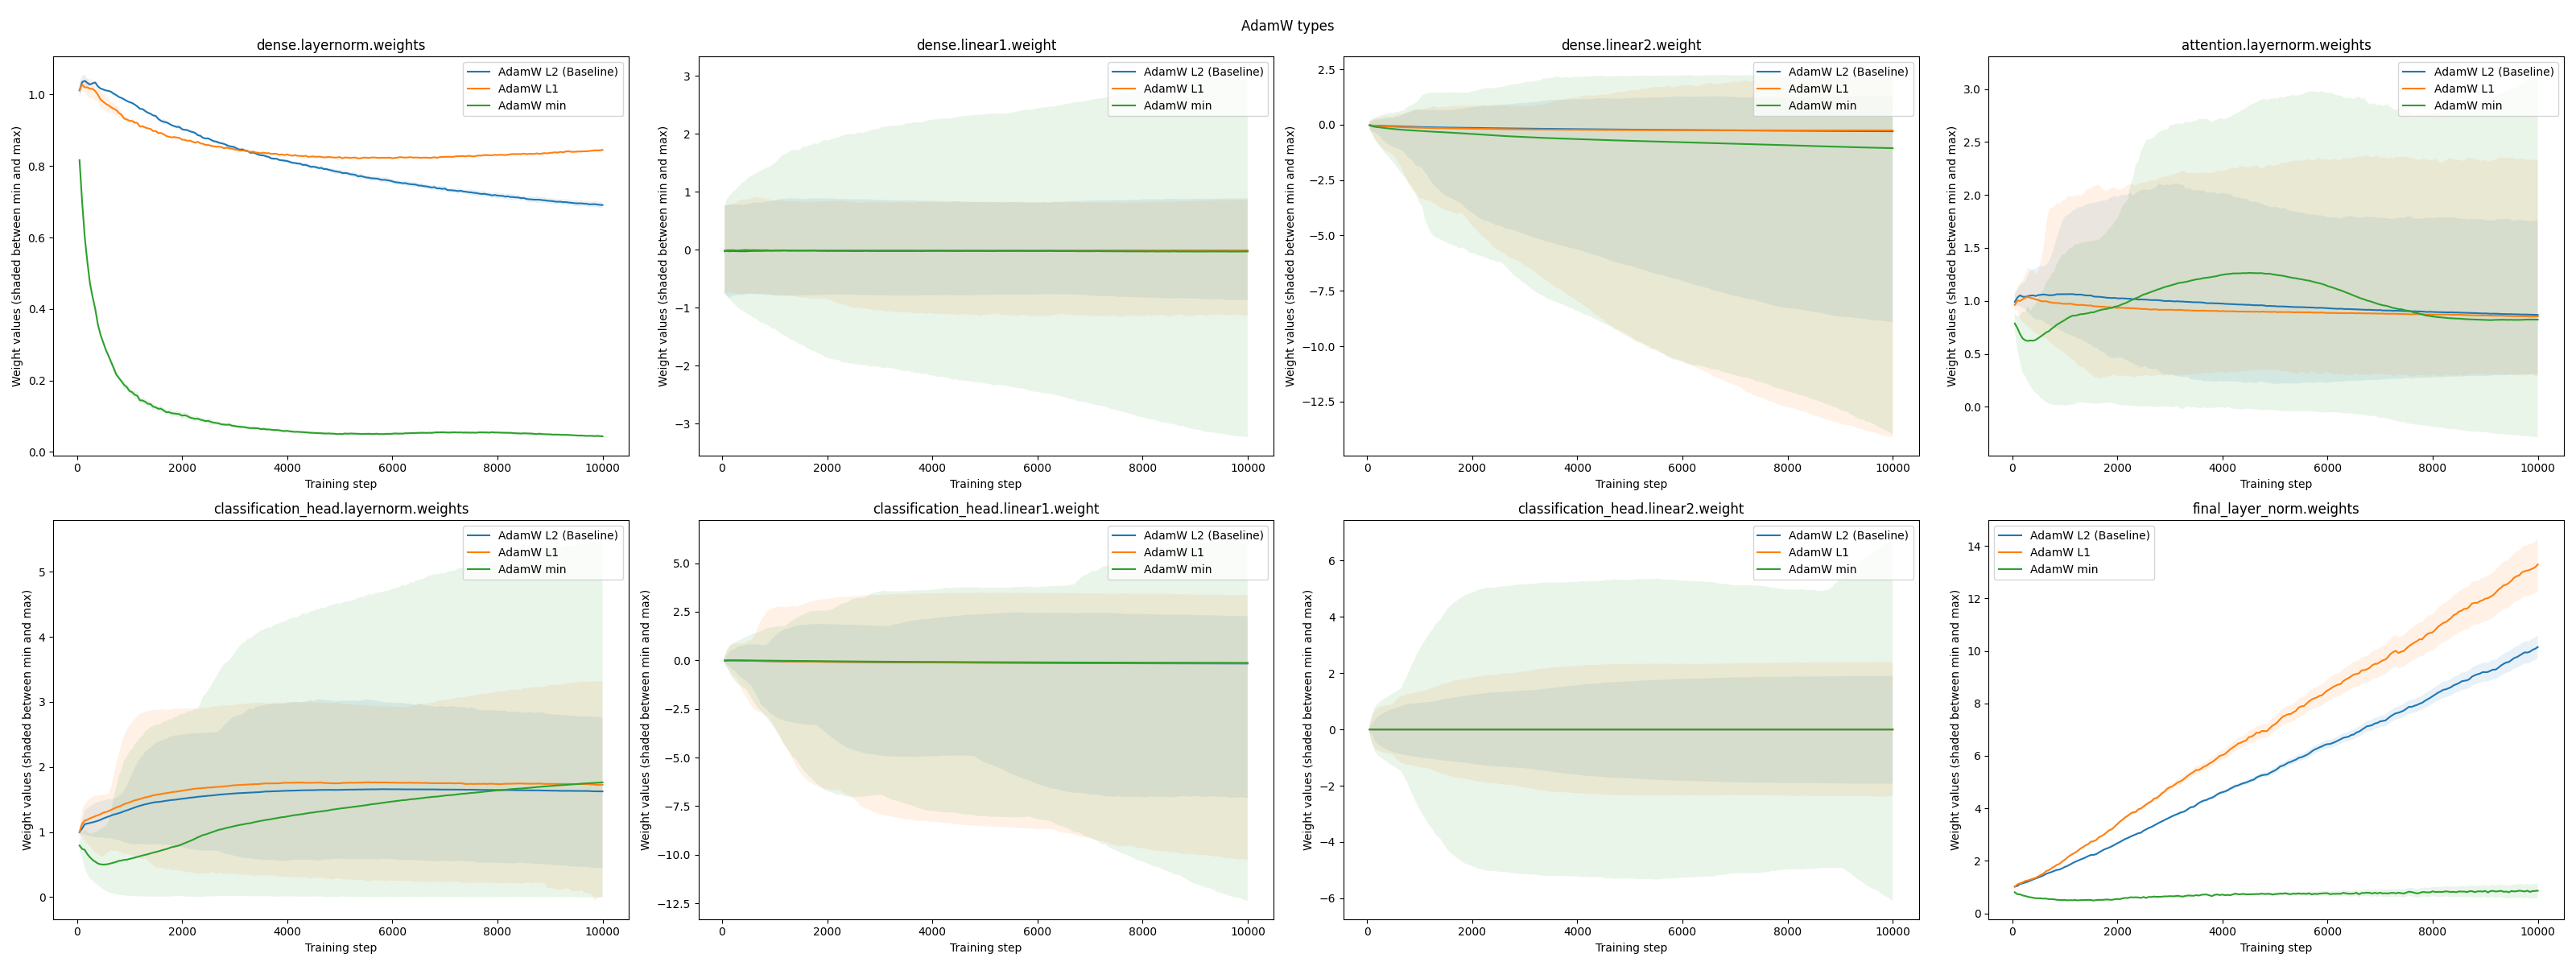 AdamW types
dense.layernorm.weights
Weight values (shaded between min and max)
1.0
0.8
0.6
0.4
0.2
0.0
AdamW L2 (Baseline)
AdamW L1
AdamW min
0 2000 4000 6000 8000 10000
Training step
dense.linear1.weight
Weight values (shaded between min and max)
3
2
1
0
−1
−2
−3
AdamW L2 (Baseline)
AdamW L1
AdamW min
0 2000 4000 6000 8000 10000
Training step
dense.linear2.weight
Weight values (shaded between min and max)
2.5
0.0
−2.5
−5.0
−7.5
−10.0
−12.5
AdamW L2 (Baseline)
AdamW L1
AdamW min
0 2000 4000 6000 8000 10000
Training step
attention.layernorm.weights
Weight values (shaded between min and max)
3.0
2.5
2.0
1.5
1.0
0.5
0.0
AdamW L2 (Baseline)
AdamW L1
AdamW min
0 2000 4000 6000 8000 10000
Training step
classification_head.layernorm.weights
Weight values (shaded between min and max)
5
4
3
2
1
0
AdamW L2 (Baseline)
AdamW L1
AdamW min
0 2000 4000 6000 8000 10000
Training step
classification_head.linear1.weight
Weight values (shaded between min and max)
5.0
2.5
0.0
−2.5
−5.0
−7.5
−10.0
−12.5
AdamW L2 (Baseline)
AdamW L1
AdamW min
0 2000 4000 6000 8000 10000
Training step
classification_head.linear2.weight
Weight values (shaded between min and max)
6
4
2
0
−2
−4
−6
AdamW L2 (Baseline)
AdamW L1
AdamW min
0 2000 4000 6000 8000 10000
Training step
final_layer_norm.weights
Weight values (shaded between min and max)
14
12
10
8
6
4
2
0
AdamW L2 (Baseline)
AdamW L1
AdamW min
0 2000 4000 6000 8000 10000
Training step